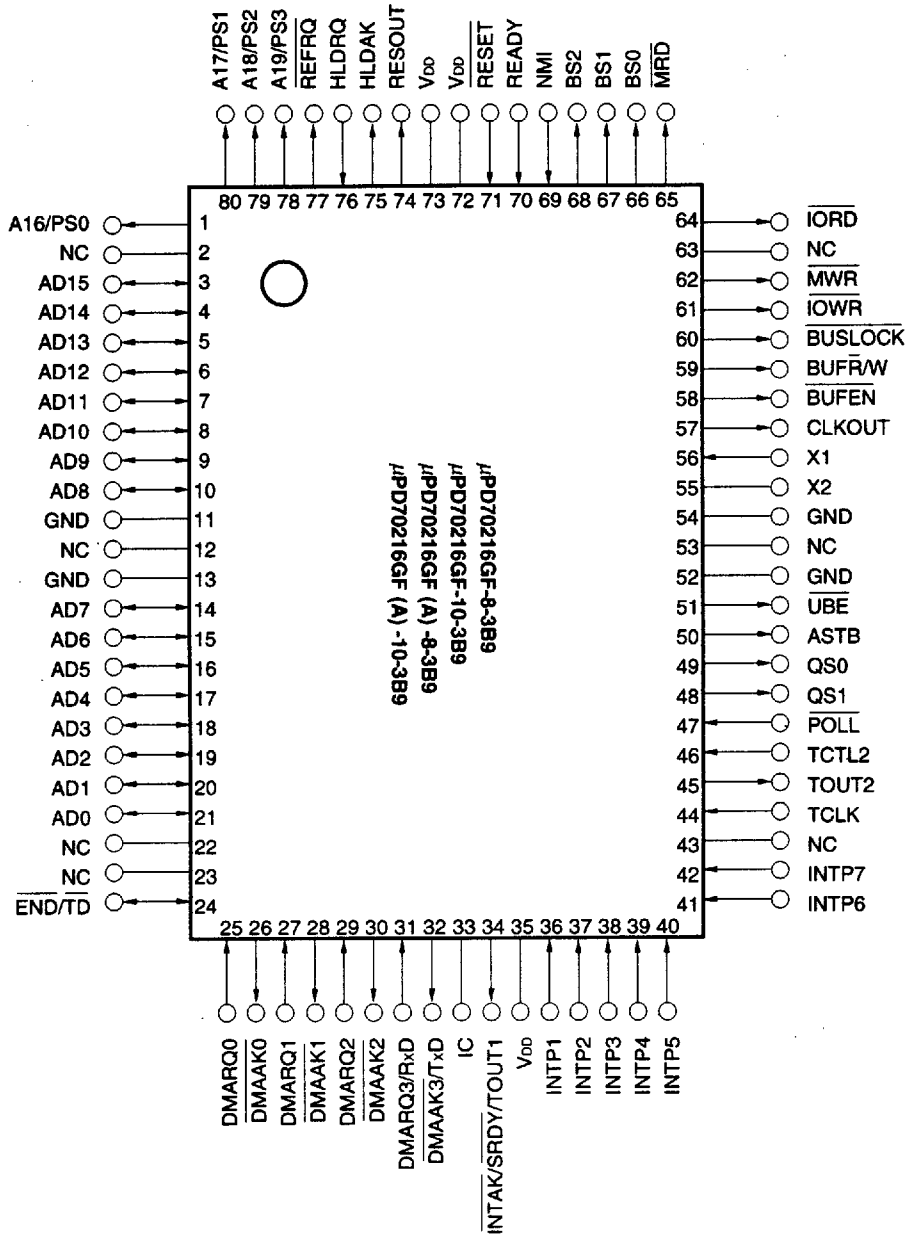 A17/PS1
A18/PS2
A19/PS3
REFRQ
HLDRQ
HLDAK
RESOUT
VDD
VDD
RESET
READY
NMI
BS2
BS1
BS0
MRD
80 79 78 77 76 75 74 73 72 71 70 69 68 67 66 65
A16/PS0 1
NC 2
AD15 3
AD14 4
AD13 5
AD12 6
AD11 7
AD10 8
AD9 9
AD8 10
GND 11
NC 12
GND 13
AD7 14
AD6 15
AD5 16
AD4 17
AD3 18
AD2 19
AD1 20
AD0 21
NC 22
NC 23
END/TD 24
μPD70216GF-8-3B9
μPD70216GF-10-3B9
μPD70216GF (A) -8-3B9
μPD70216GF (A) -10-3B9
64 IORD
63 NC
62 MWR
61 IOWR
60 BUSLOCK
59 BUFR/W
58 BUFEN
57 CLKOUT
56 X1
55 X2
54 GND
53 NC
52 GND
51 UBE
50 ASTB
49 QS0
48 QS1
47 POLL
46 TCTL2
45 TOUT2
44 TCLK
43 NC
42 INTP7
41 INTP6
25 26 27 28 29 30 31 32 33 34 35 36 37 38 39 40
DMARQ0
DMAAK0
DMARQ1
DMAAK1
DMARQ2
DMAAK2
DMARQ3/RxD
DMAAK3/TxD
IC
INTAK/SRDY/TOUT1
VDD
INTP1
INTP2
INTP3
INTP4
INTP5